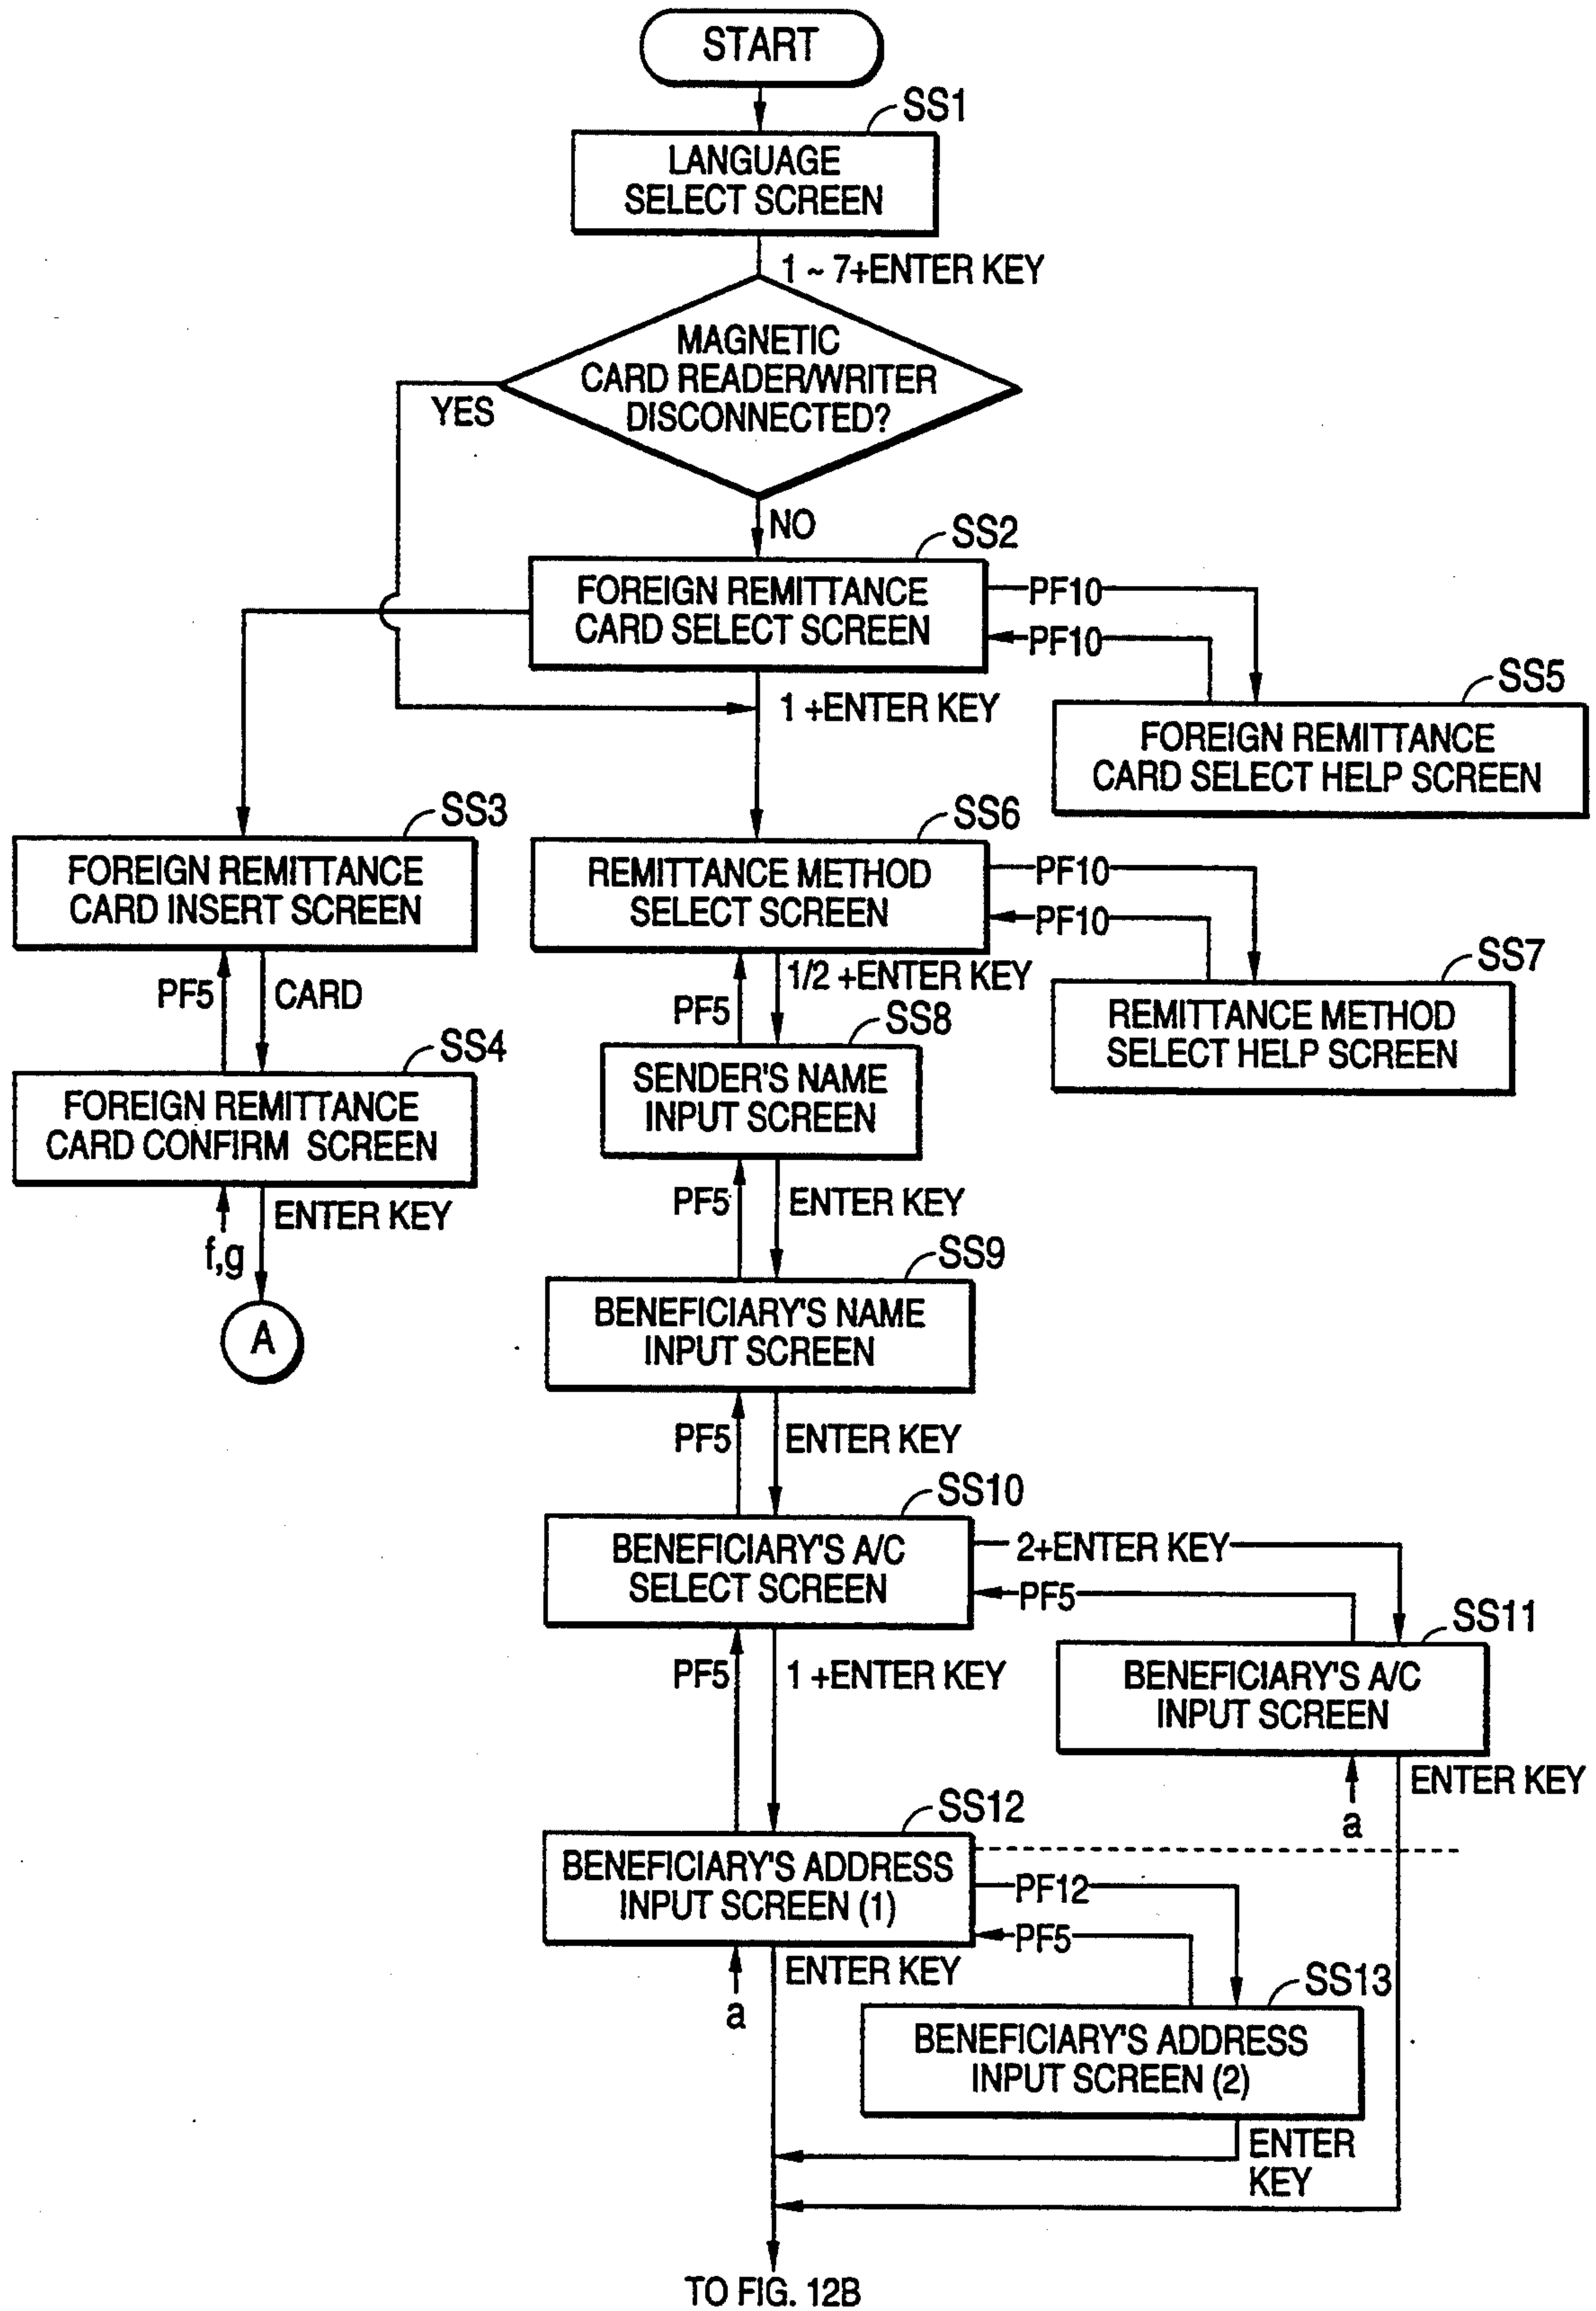 START
SS1
LANGUAGE
SELECT SCREEN
1 ~ 7+ENTER KEY
MAGNETIC
CARD READER/WRITER
DISCONNECTED?
YES
NO
SS2
FOREIGN REMITTANCE
CARD SELECT SCREEN
PF10
PF10
1 +ENTER KEY
SS5
FOREIGN REMITTANCE
CARD SELECT HELP SCREEN
SS3
FOREIGN REMITTANCE
CARD INSERT SCREEN
SS6
REMITTANCE METHOD
SELECT SCREEN
PF10
PF10
SS7
REMITTANCE METHOD
SELECT HELP SCREEN
PF5
CARD
PF5
1/2 +ENTER KEY
SS4
FOREIGN REMITTANCE
CARD CONFIRM SCREEN
SS8
SENDER'S NAME
INPUT SCREEN
f,g
ENTER KEY
A
PF5
ENTER KEY
SS9
BENEFICIARY'S NAME
INPUT SCREEN
PF5
ENTER KEY
SS10
BENEFICIARY'S A/C
SELECT SCREEN
2+ENTER KEY
PF5
SS11
BENEFICIARY'S A/C
INPUT SCREEN
PF5
1 +ENTER KEY
a
ENTER KEY
SS12
BENEFICIARY'S ADDRESS
INPUT SCREEN (1)
PF12
PF5
a
ENTER KEY
SS13
BENEFICIARY'S ADDRESS
INPUT SCREEN (2)
ENTER
KEY
TO FIG. 12B